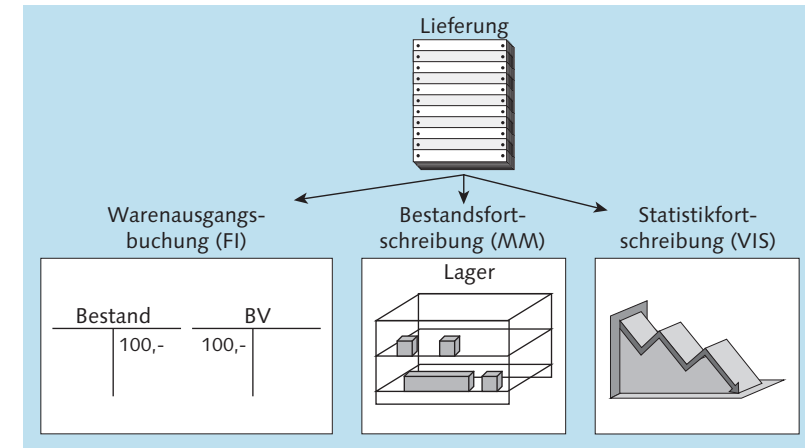 Lieferung
Warenausgangs-
buchung (FI)
Bestandsfort-
schreibung (MM)
Statistikfort-
schreibung (VIS)
Bestand
BV
100,-
100,-
Lager